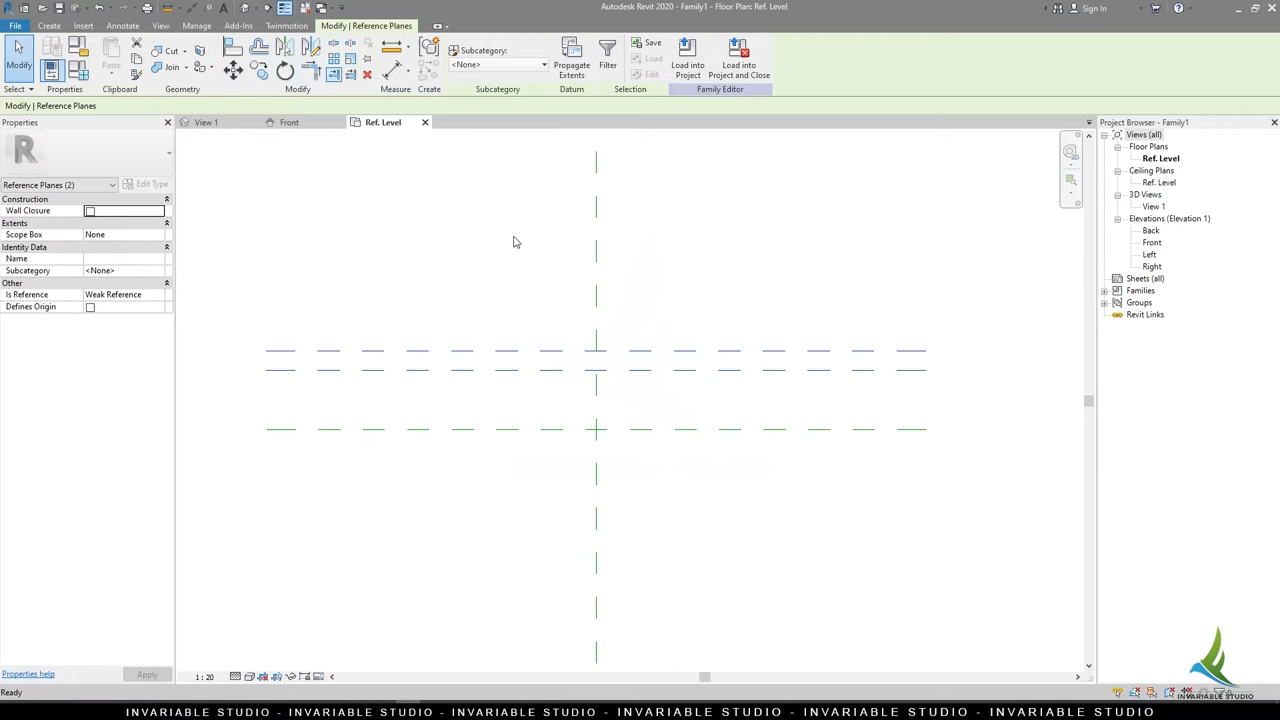 Autodesk Revit 2020 - Family1 - Floor Plan: Ref. Level
Sign In
File Create Insert Annotate View Manage Add-Ins Twinmotion Modify | Reference Planes
Modify
Paste
Cut
Join
Subcategory:
<None>
Propagate
Extents
Filter
Save
Load
Edit
Load into
Project
Load into
Project and Close
Select Properties Clipboard Geometry Modify Measure Create Subcategory Datum Selection Family Editor
Modify | Reference Planes
Properties
View 1
Front
Ref. Level
Project Browser - Family1
Reference Planes (2)
Edit Type
Construction
Wall Closure
Extents
Scope Box None
Identity Data
Name
Subcategory <None>
Other
Is Reference Weak Reference
Defines Origin
Views (all)
Floor Plans
Ref. Level
Ceiling Plans
Ref. Level
3D Views
View 1
Elevations (Elevation 1)
Back
Front
Left
Right
Sheets (all)
Families
Groups
Revit Links
Properties help
Apply
1 : 20
Ready
INVARIABLE STUDIO
INVARIABLE STUDIO - INVARIABLE STUDIO - INVARIABLE STUDIO - INVARIABLE STUDIO - INVARIABLE STUDIO - INVARIABLE STUDIO